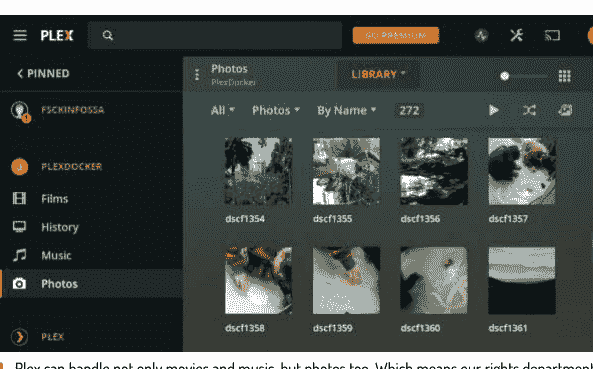 PLEX
GO PREMIUM
PINNED
Photos
PlexDocker
LIBRARY
FSCKINFOSSA
All Photos By Name 272
J PLEXDOCKER
Films
dscf1354 dscf1355 dscf1356 dscf1357
History
Music
Photos
dscf1358 dscf1359 dscf1360 dscf1361
PLEX
Plex can handle not only movies and music, but photos too. Which means our rights department